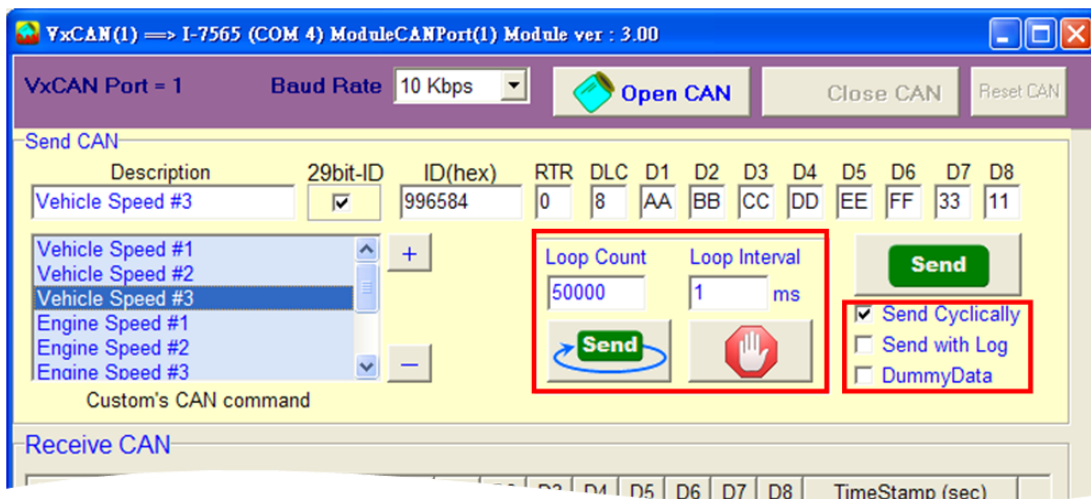 VxCAN(1) ==> I-7565 (COM 4) ModuleCANPort(1) Module ver : 3.00
VxCAN Port = 1 Baud Rate 10 Kbps Open CAN Close CAN Reset CAN
Send CAN
Description 29bit-ID ID(hex) RTR DLC D1 D2 D3 D4 D5 D6 D7 D8
Vehicle Speed #3 996584 0 8 AA BB CC DD EE FF 33 11
Vehicle Speed #1 +
Vehicle Speed #2
Vehicle Speed #3
Engine Speed #1
Engine Speed #2
Engine Speed #3 –
Custom's CAN command
Loop Count Loop Interval
50000 1 ms
Send
Send
Send Cyclically
Send with Log
DummyData
Receive CAN
D3 D4 D5 D6 D7 D8 TimeStamp (sec)